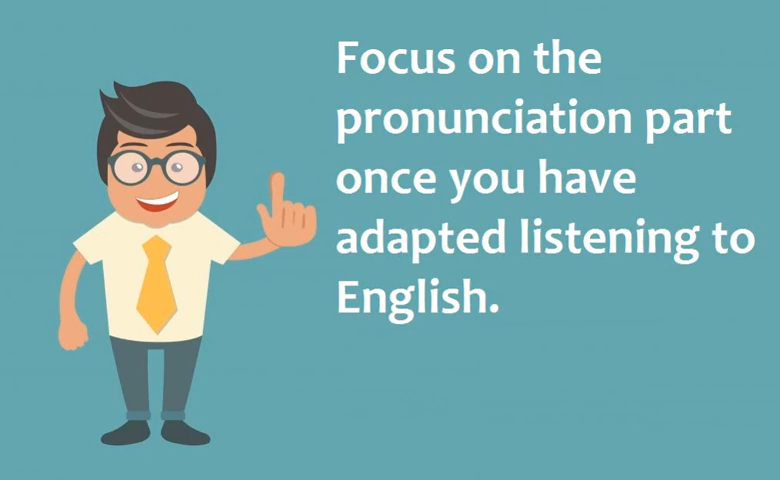 Focus on the
pronunciation part
once you have
adapted listening to
English.